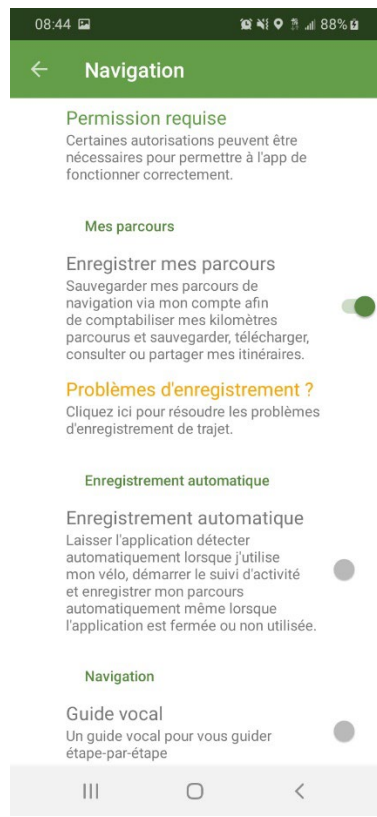 08:44 88%
Navigation
Permission requise
Certaines autorisations peuvent être
nécessaires pour permettre à l'app de
fonctionner correctement.
Mes parcours
Enregistrer mes parcours
Sauvegarder mes parcours de
navigation via mon compte afin
de comptabiliser mes kilomètres
parcourus et sauvegarder, télécharger,
consulter ou partager mes itinéraires.
Problèmes d'enregistrement ?
Cliquez ici pour résoudre les problèmes
d'enregistrement de trajet.
Enregistrement automatique
Enregistrement automatique
Laisser l'application détecter
automatiquement lorsque j'utilise
mon vélo, démarrer le suivi d'activité
et enregistrer mon parcours
automatiquement même lorsque
l'application est fermée ou non utilisée.
Navigation
Guide vocal
Un guide vocal pour vous guider
étape-par-étape